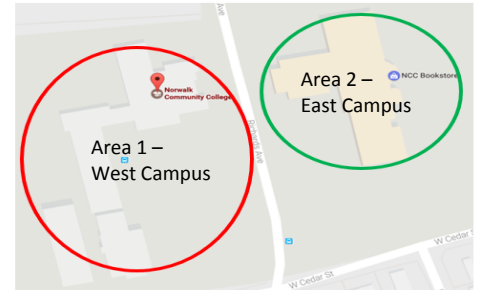 Ave
Norwalk
Community College
Area 1 –
West Campus
Area 2 –
East Campus
NCC Bookstore
Richards Ave
W Cedar St
W Cedar St